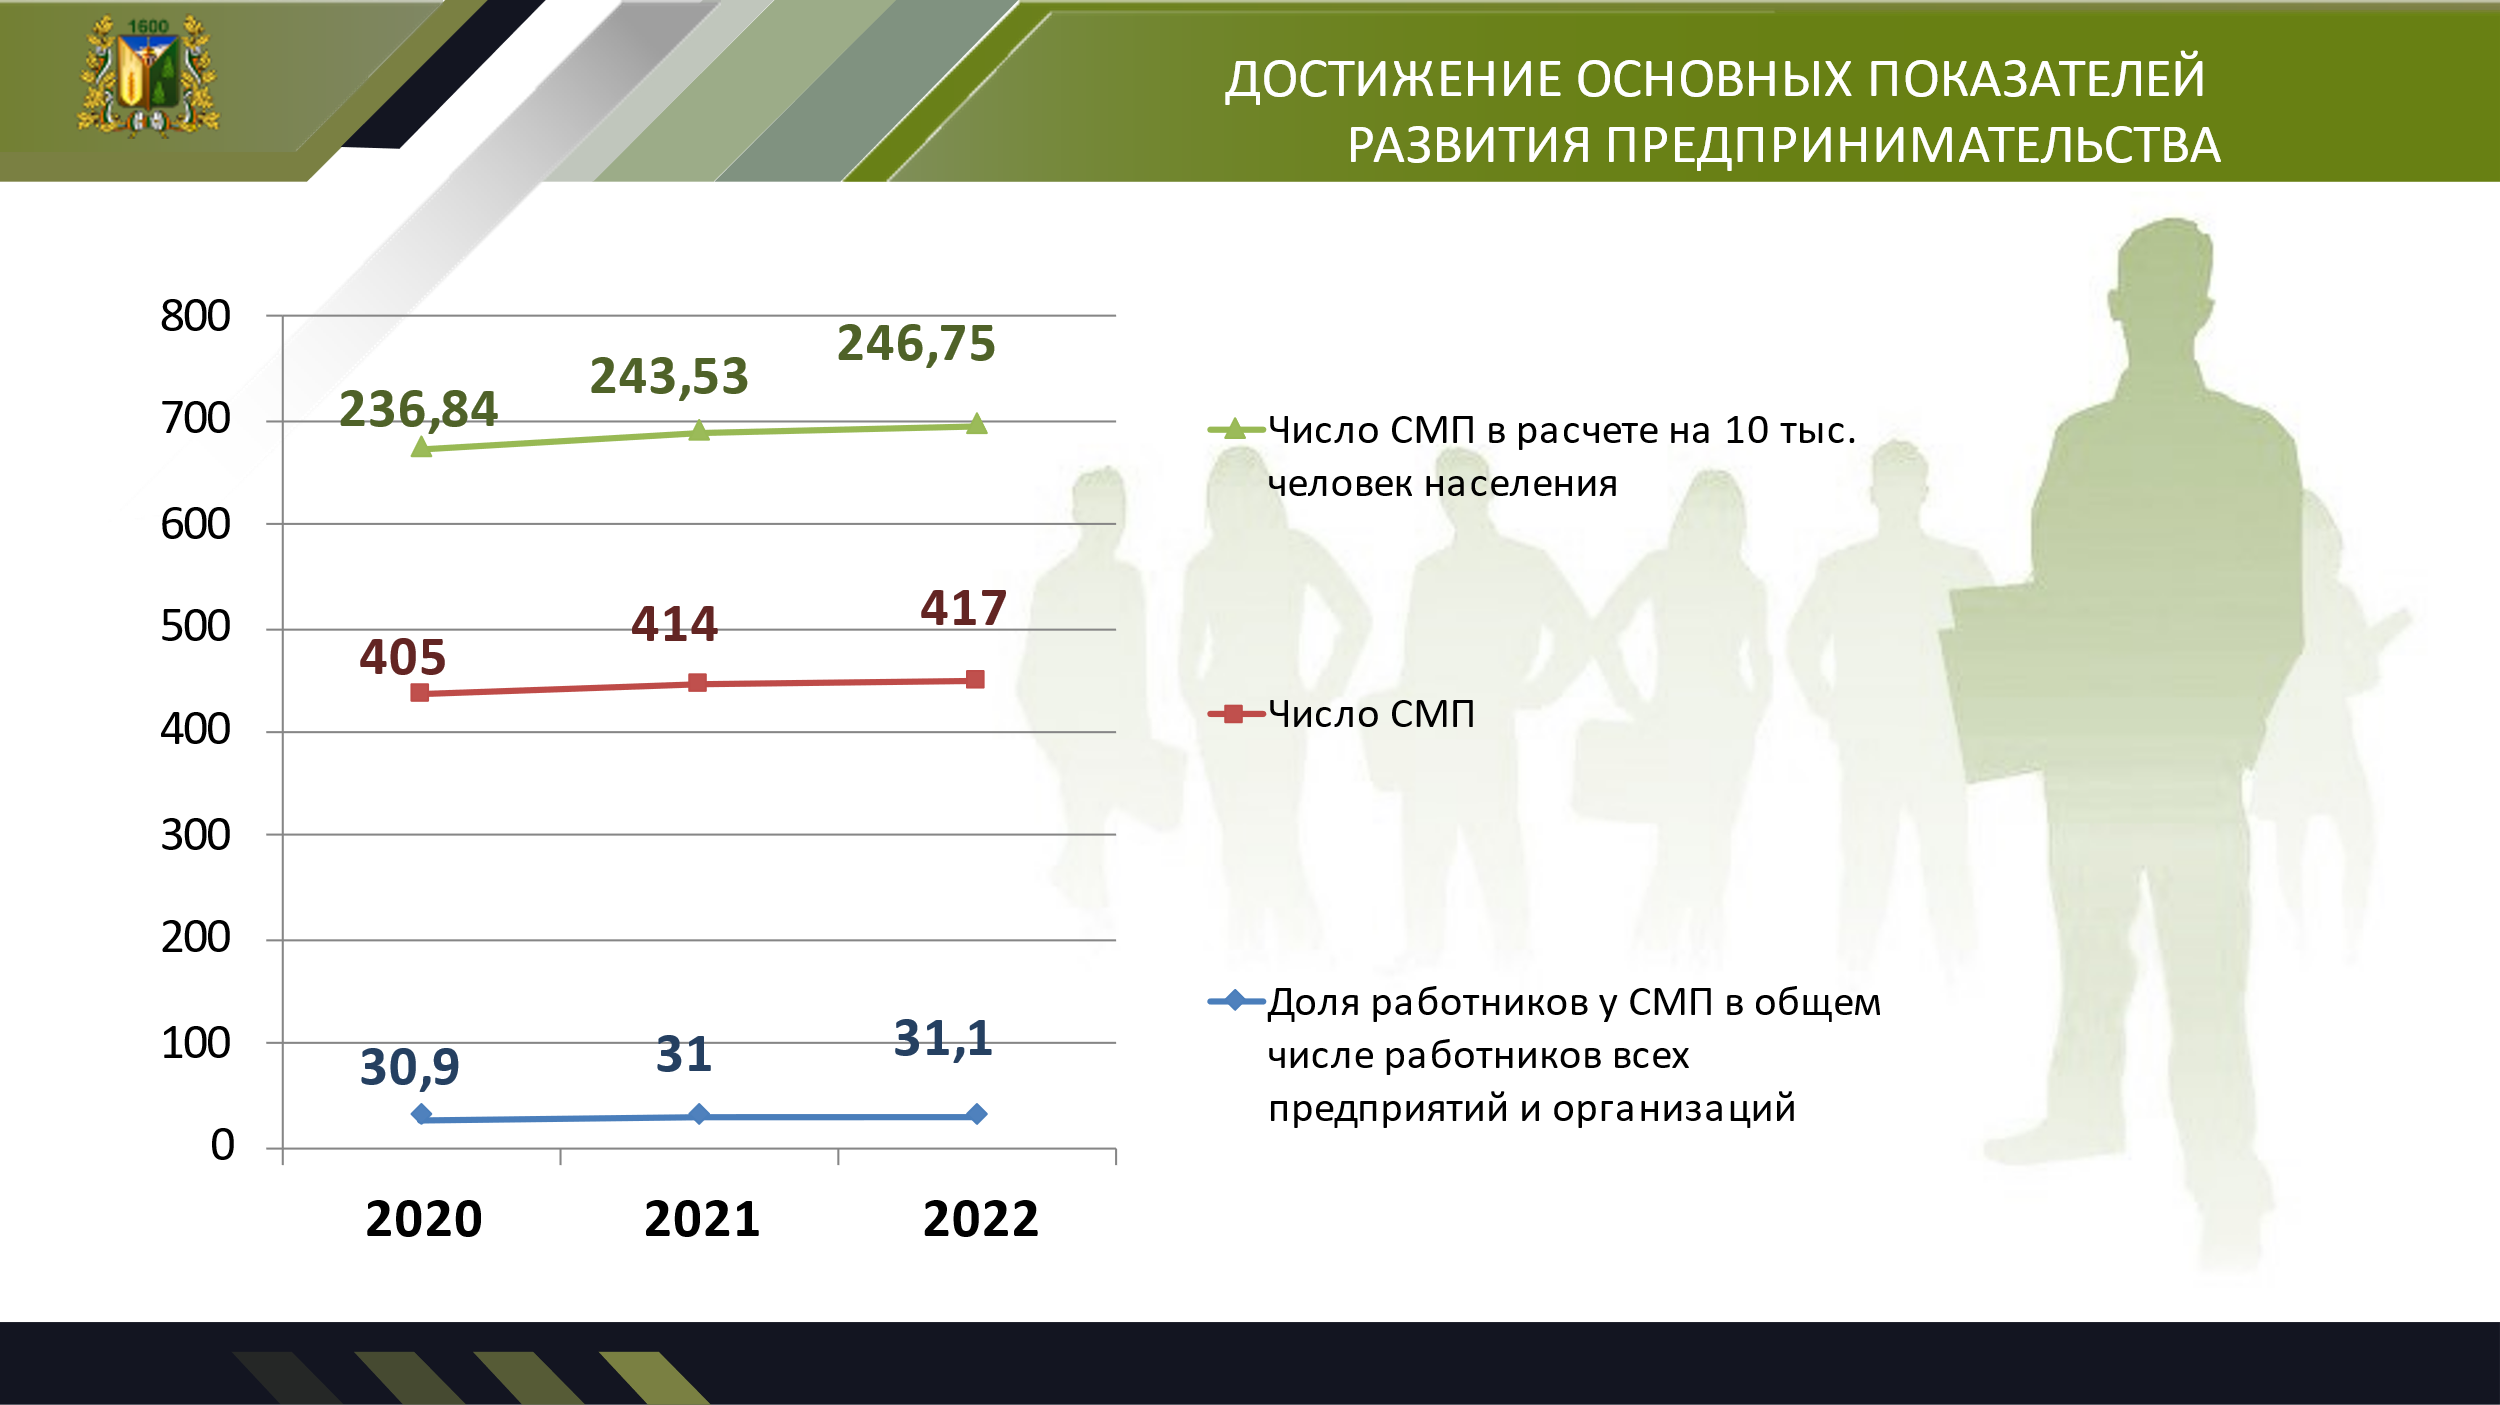 1600
ДОСТИЖЕНИЕ ОСНОВНЫХ ПОКАЗАТЕЛЕЙ
РАЗВИТИЯ ПРЕДПРИНИМАТЕЛЬСТВА
800
700
600
500
400
300
200
100
0
236,84
243,53
246,75
405
414
417
30,9
31
31,1
2020
2021
2022
Число СМП в расчете на 10 тыс.
человек населения
Число СМП
Доля работников у СМП в общем
числе работников всех
предприятий и организаций